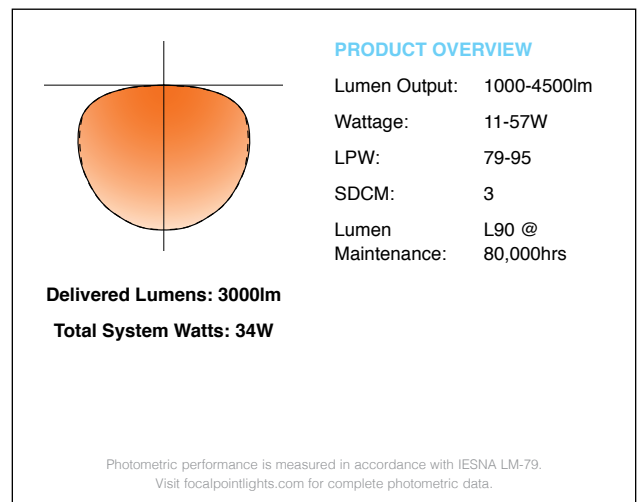 PRODUCT OVERVIEW
Lumen Output: 1000-4500lm
Wattage: 11-57W
LPW: 79-95
SDCM: 3
Lumen L90 @
Maintenance: 80,000hrs
Delivered Lumens: 3000lm
Total System Watts: 34W
Photometric performance is measured in accordance with IESNA LM-79.
Visit focalpointlights.com for complete photometric data.